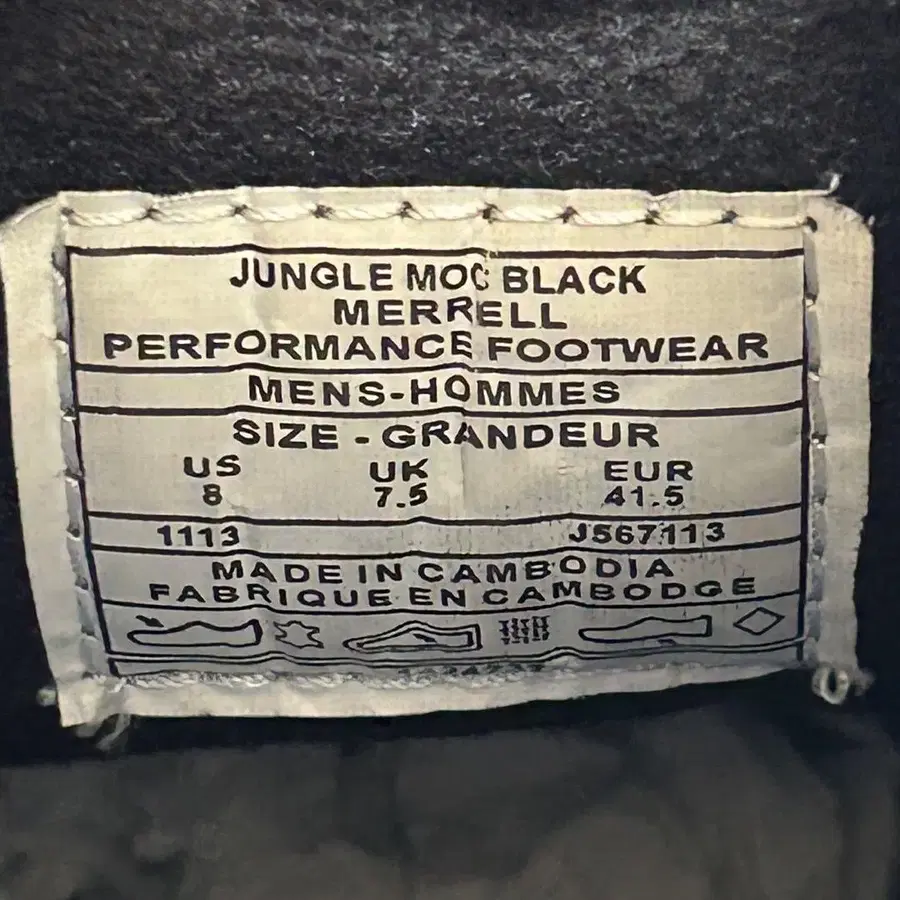 JUNGLE MOC BLACK
MERRELL
PERFORMANCE FOOTWEAR
MENS-HOMMES
SIZE - GRANDEUR
US UK EUR
8 7.5 41.5
1113 J567113
MADE IN CAMBODIA
FABRIQUE EN CAMBODGE